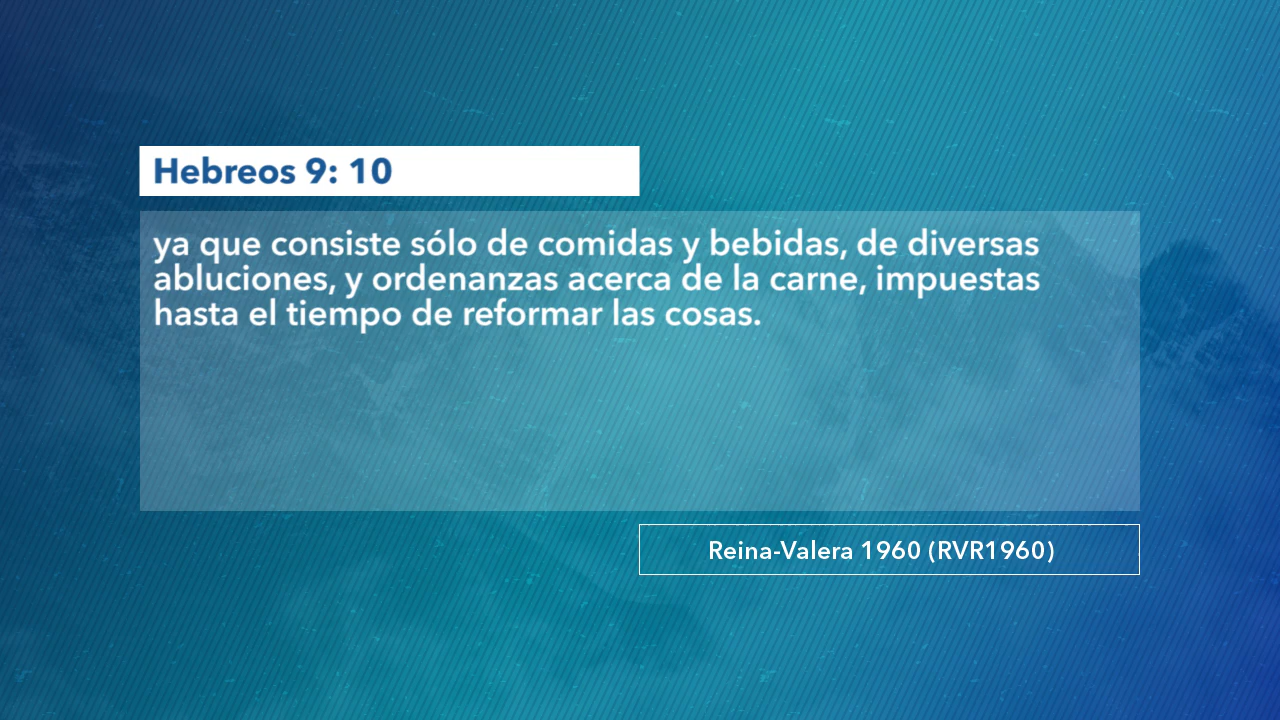 Hebreos 9: 10
ya que consiste sólo de comidas y bebidas, de diversas
abluciones, y ordenanzas acerca de la carne, impuestas
hasta el tiempo de reformar las cosas.
Reina-Valera 1960 (RVR1960)